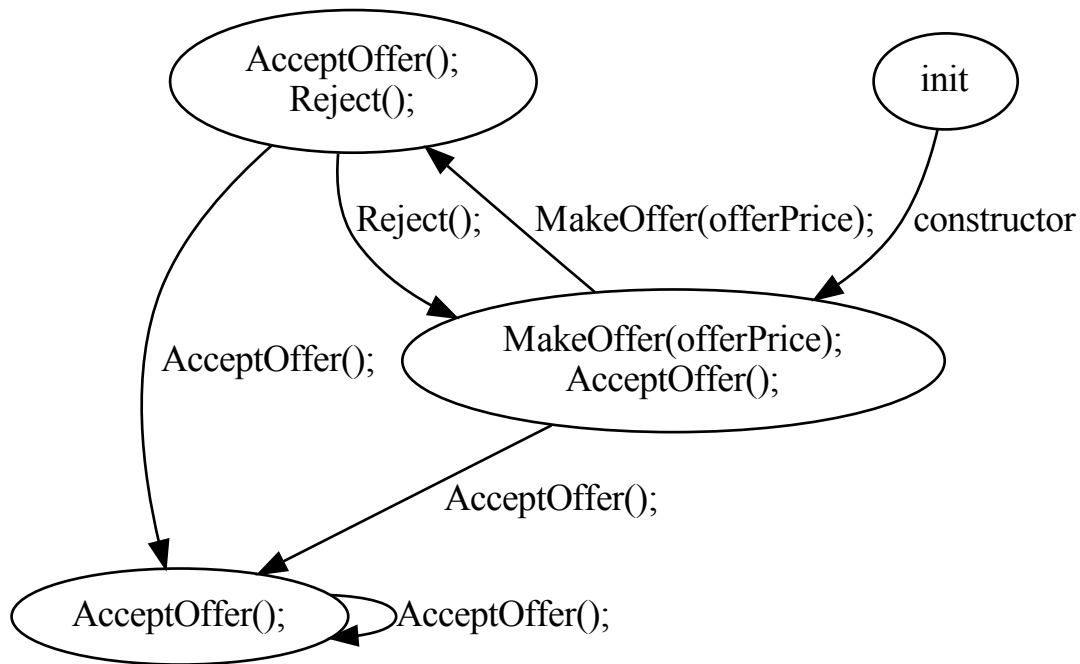 AcceptOffer();
Reject();
init
Reject();
MakeOffer(offerPrice);
constructor
AcceptOffer();
MakeOffer(offerPrice);
AcceptOffer();
AcceptOffer();
AcceptOffer();
AcceptOffer();